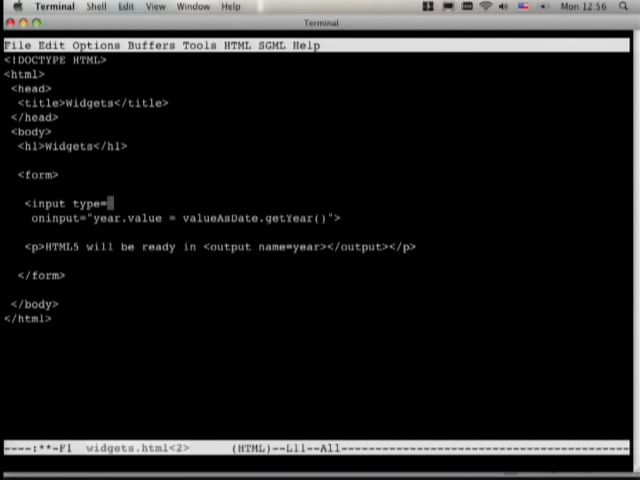 Terminal Shell Edit View Window Help Mon 12:56
Terminal
File Edit Options Buffers Tools HTML SGML Help
<!DOCTYPE HTML>
<html>
<head>
<title>Widgets</title>
</head>
<body>
<h1>Widgets</h1>
<form>
<input type=
oninput="year.value = valueAsDate.getYear()">
<p>HTML5 will be ready in <output name=year></output></p>
</form>
</body>
</html>
----:**-F1 widgets.html<2> (HTML)--L11--All----------------------------------------